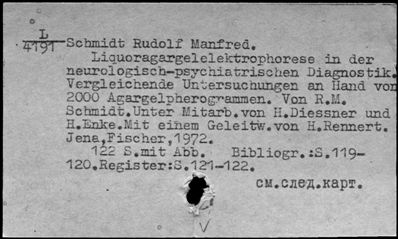 L
4191
Schmidt Rudolf Manfred.
Liquoragargelelektrophorese in der
neurologisch-psychiatrischen Diagnostik.
Vergleichende Untersuchungen an Hand von
2000 Agargelpherogrammen. Von R.M.
Schmidt.Unter Mitarb.von H.Diessner und
H.Enke.Mit einem Geleitw.von H.Rennert.
Jena,Fischer,1972.
122 S.mit Abb. Bibliogr.:S.119-
120.Register:S.121-122.
см.след.карт.
V